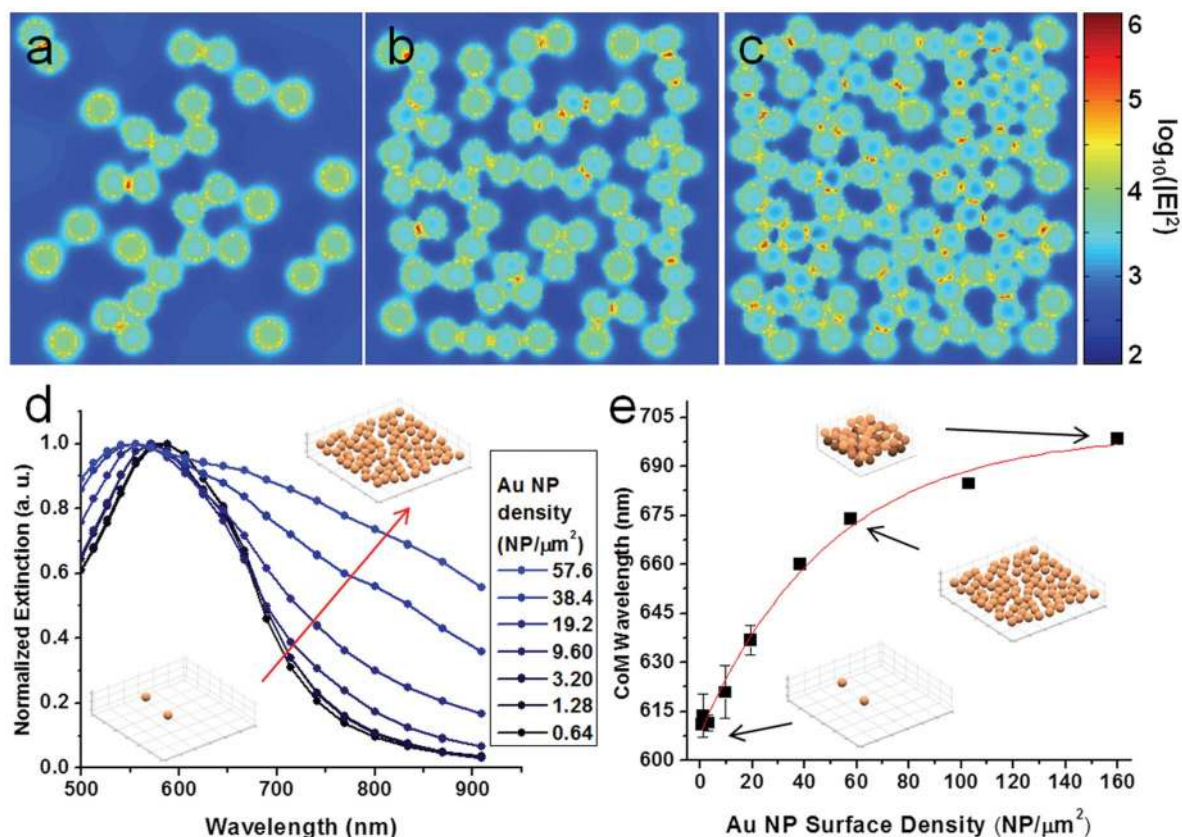 a
b
c
6
5
4
3
2
log10(|E|²)
d
Normalized Extinction (a. u.)
1.0
0.8
0.6
0.4
0.2
0.0
500 600 700 800 900
Wavelength (nm)
Au NP
density
(NP/μm²)
57.6
38.4
19.2
9.60
3.20
1.28
0.64
e
CoM Wavelength (nm)
705
690
675
660
645
630
615
600
0 20 40 60 80 100 120 140 160
Au NP Surface Density (NP/μm²)